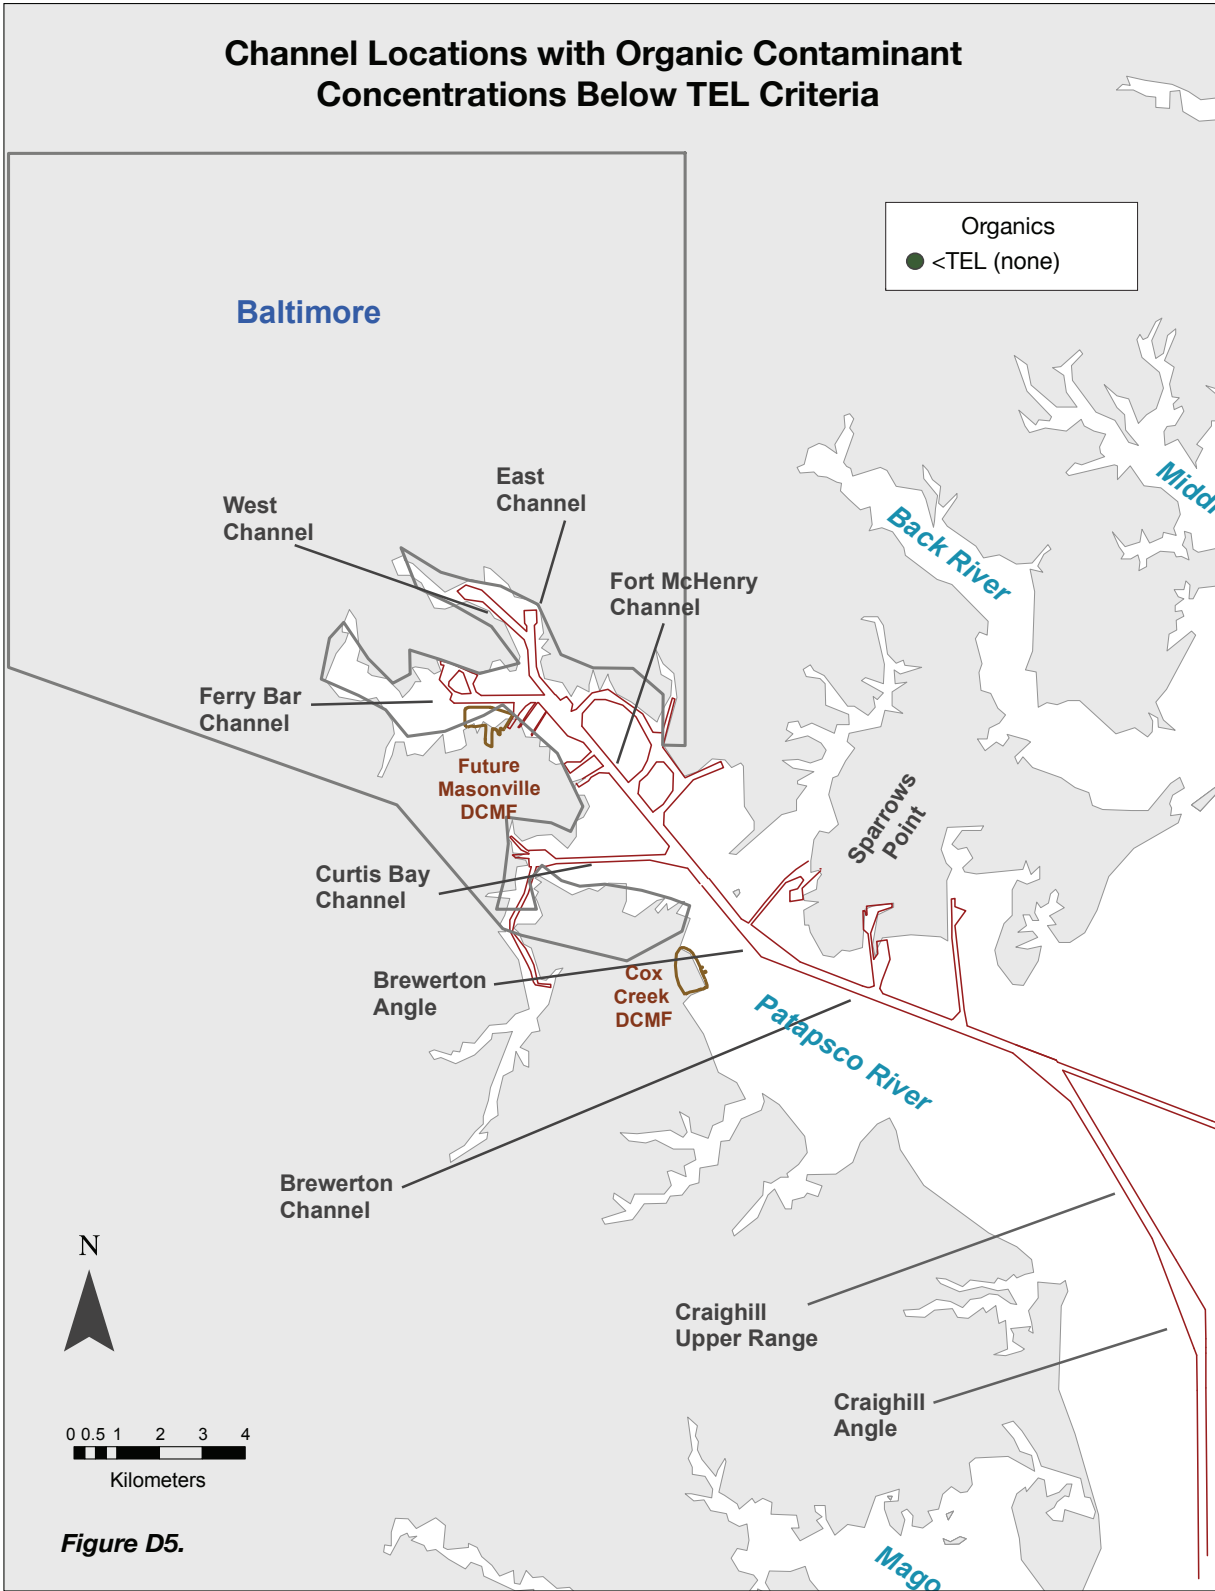 Channel Locations with Organic Contaminant
Concentrations Below TEL Criteria
Organics
<TEL (none)
Baltimore
Middl
Back River
East
Channel
West
Channel
Fort McHenry
Channel
Ferry Bar
Channel
Future
Masonville
DCMF
Sparrows
Point
Curtis Bay
Channel
Brewerton
Angle
Cox
Creek
DCMF
Patapsco River
Brewerton
Channel
N
Craighill
Upper Range
Craighill
Angle
0 0.5 1 2 3 4
Kilometers
Figure D5.
Mago